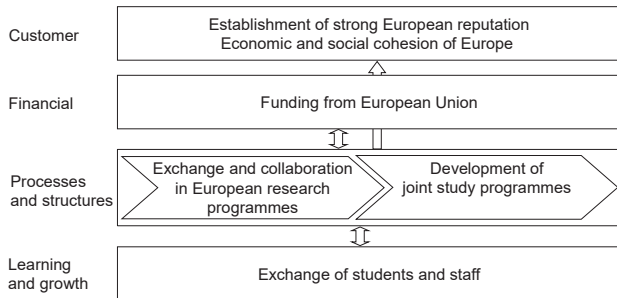 Customer
Establishment of strong European reputation
Economic and social cohesion of Europe
Financial
Funding from European Union
Processes
and structures
Exchange and collaboration
in European research
programmes
Development of
joint study programmes
Learning
and growth
Exchange of students and staff